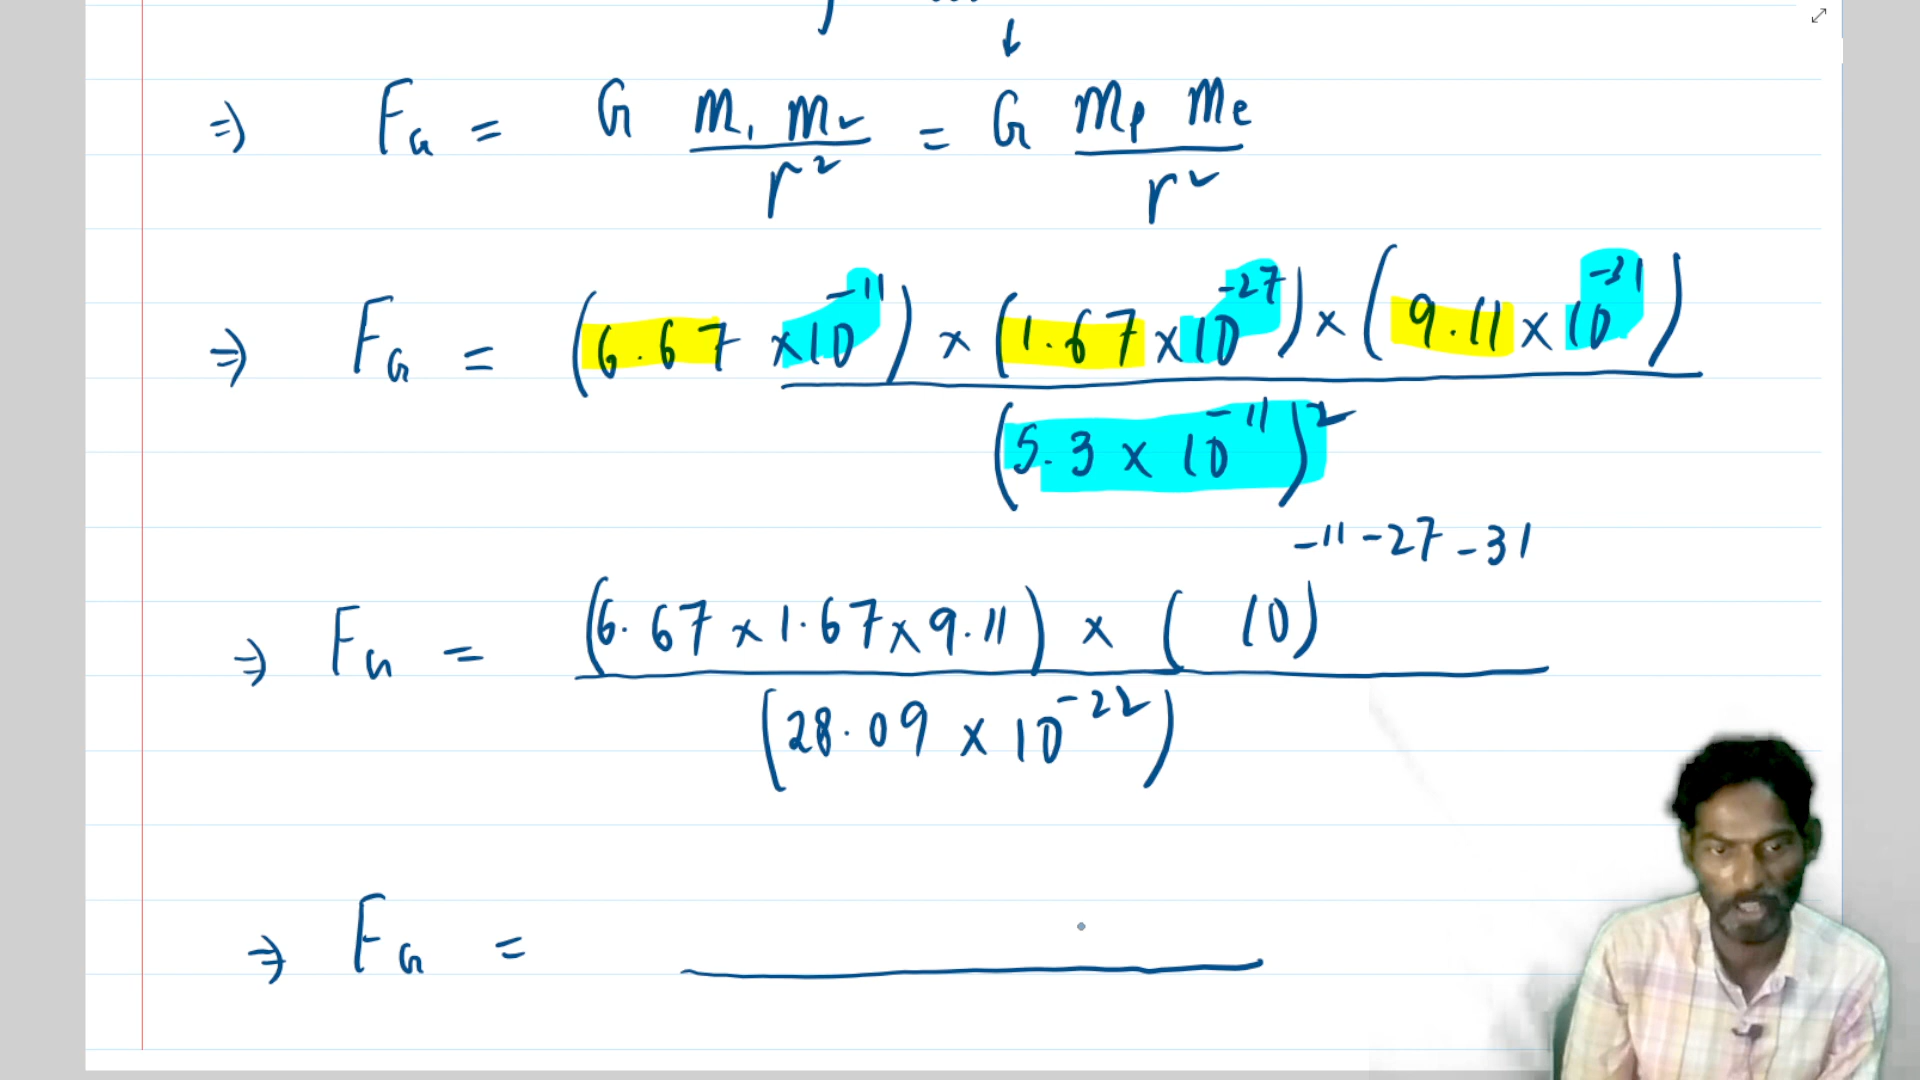 ⇒ F_G = G m₁ m₂ / r² = G m_p m_e / r²
⇒ F_G = (6.67 × 10⁻¹¹) × (1.67 × 10⁻²⁷) × (9.11 × 10⁻³¹) / (5.3 × 10⁻¹¹)²
⇒ F_G = (6.67 × 1.67 × 9.11) × (10)⁻¹¹⁻²⁷⁻³¹ / (28.09 × 10⁻²²)
⇒ F_G =